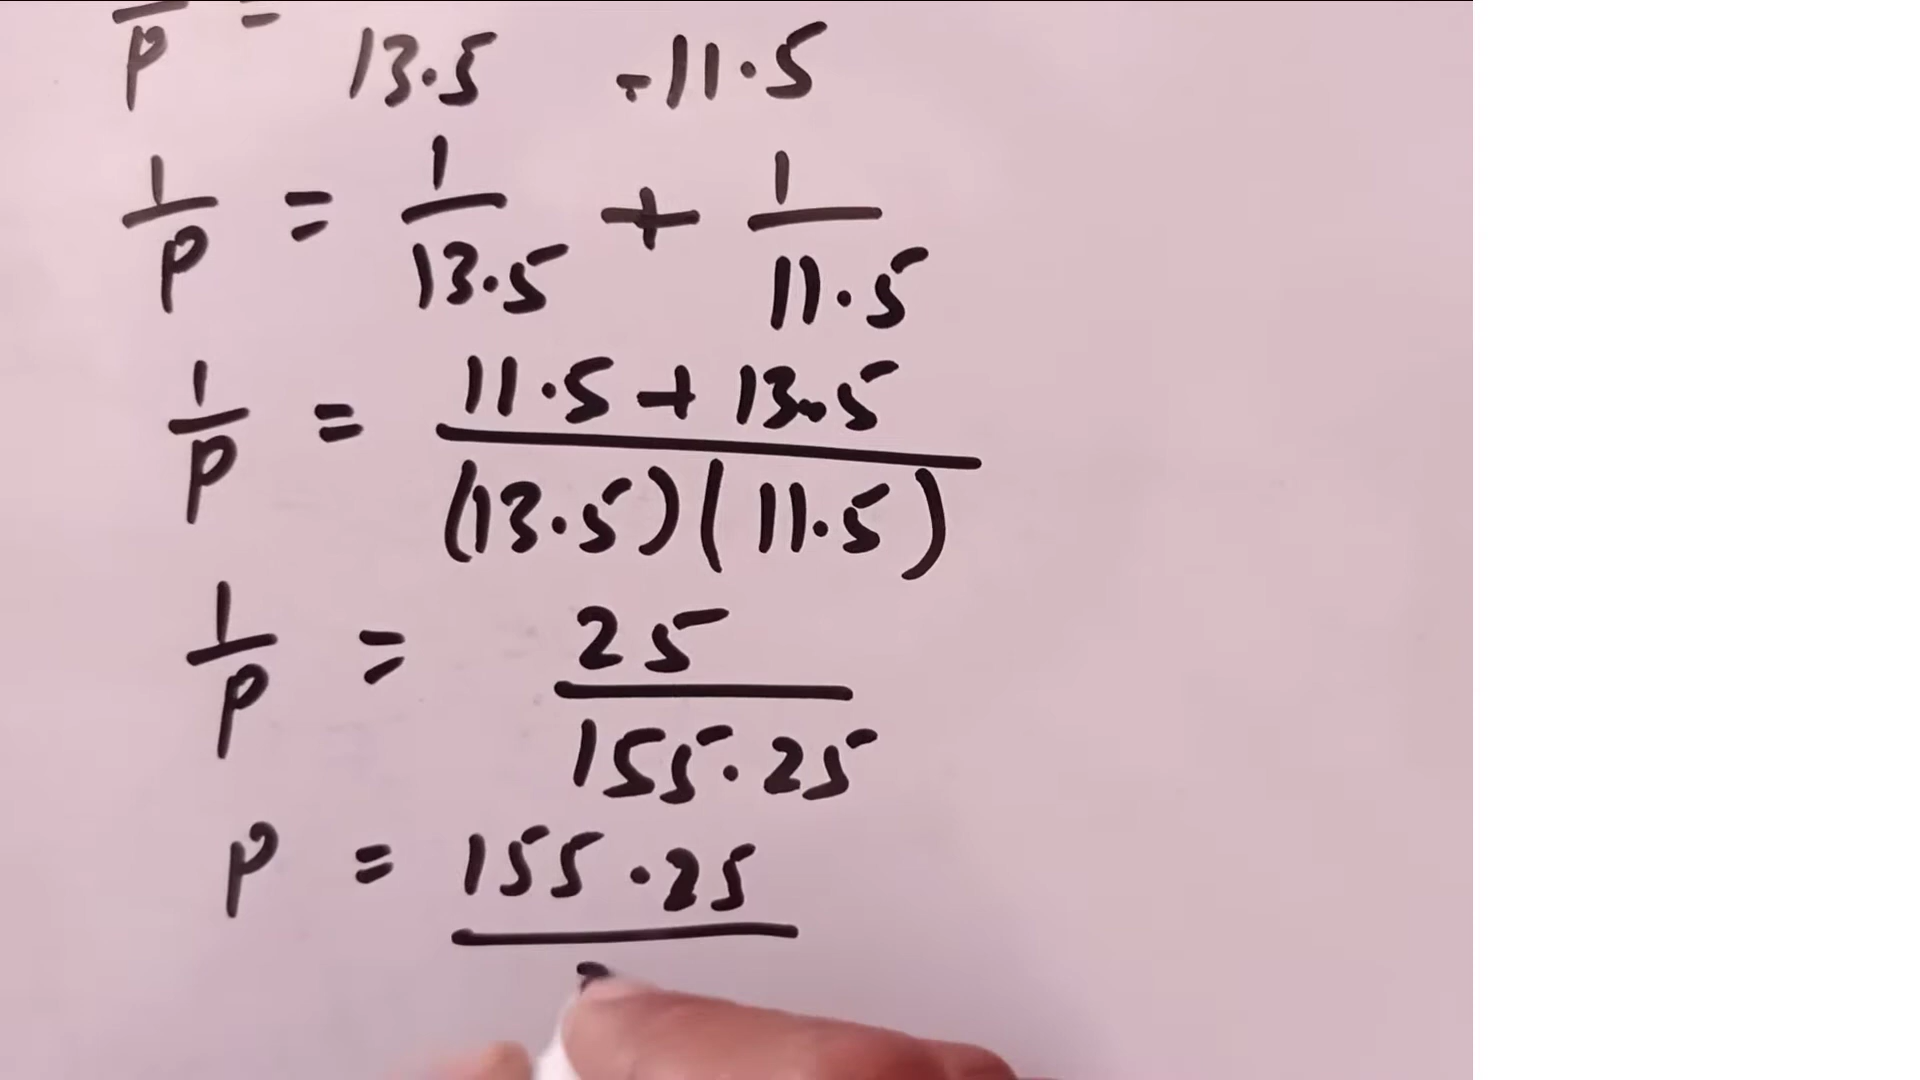 p = 13.5 - 11.5
1/p = 1/13.5 + 1/11.5
1/p = 11.5 + 13.5/(13.5)(11.5)
1/p = 25/155.25
p = 155.25/